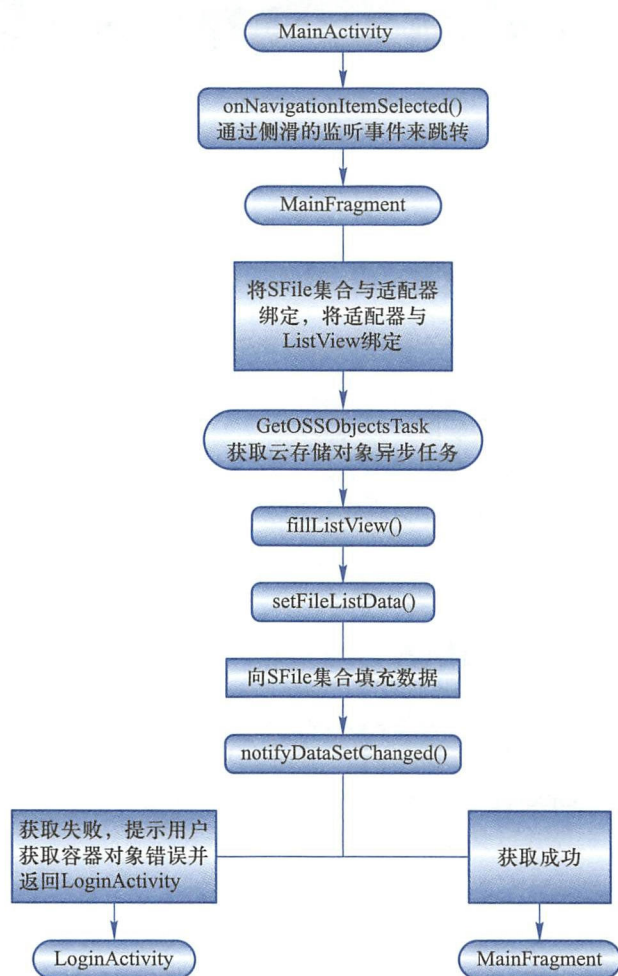 MainActivity
onNavigationItemSelected()
通过侧滑的监听事件来跳转
MainFragment
将SFile集合与适配器
绑定，将适配器与
ListView绑定
GetOSSObjectsTask
获取云存储对象异步任务
fillListView()
setFileListData()
向SFile集合填充数据
notifyDataSetChanged()
获取失败，提示用户
获取容器对象错误并
返回LoginActivity
获取成功
LoginActivity
MainFragment